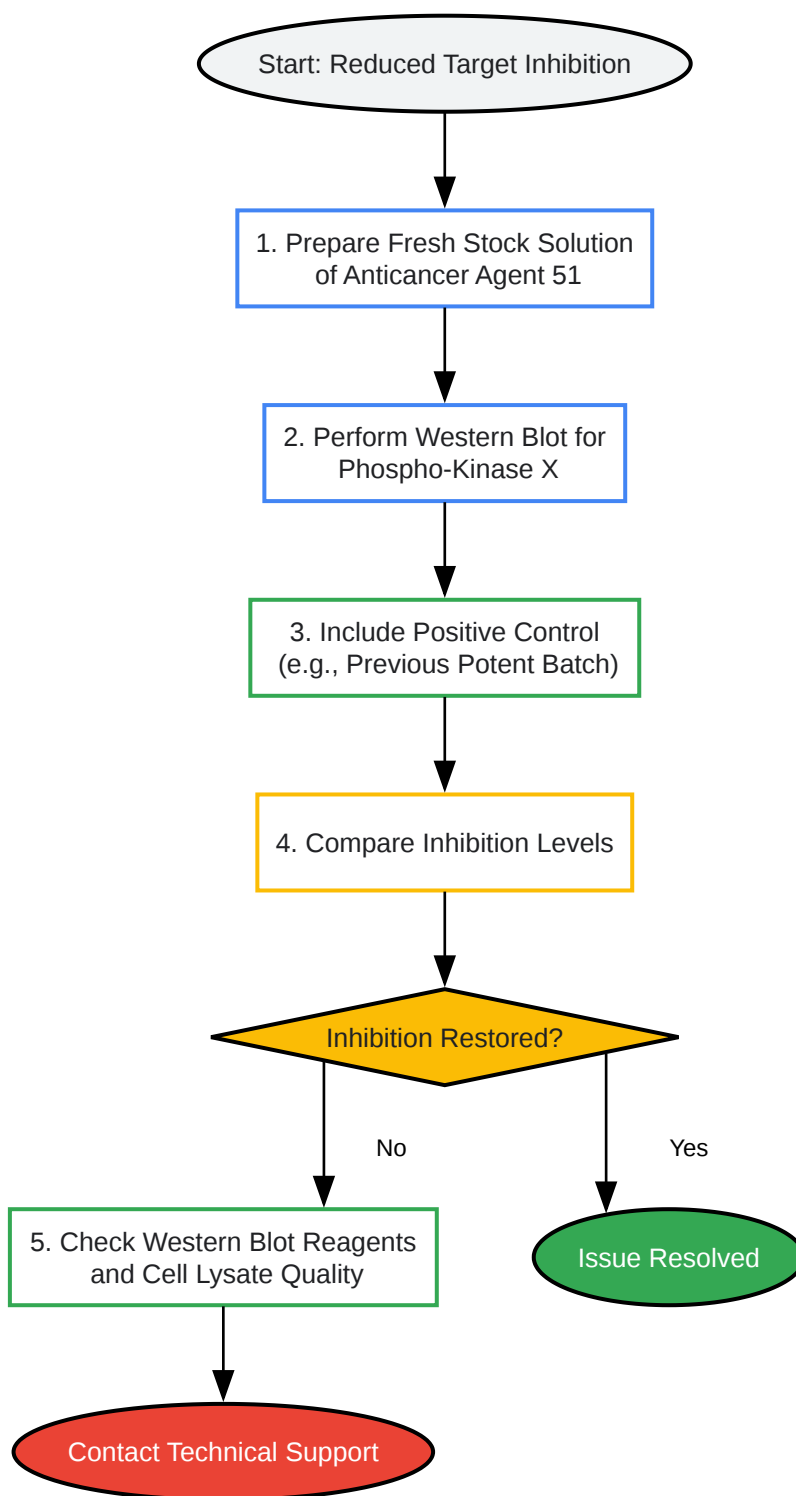 Start: Reduced Target Inhibition
1. Prepare Fresh Stock Solution
of Anticancer Agent 51
2. Perform Western Blot for
Phospho-Kinase X
3. Include Positive Control
(e.g., Previous Potent Batch)
4. Compare Inhibition Levels
Inhibition Restored?
No
Yes
5. Check Western Blot Reagents
and Cell Lysate Quality
Issue Resolved
Contact Technical Support